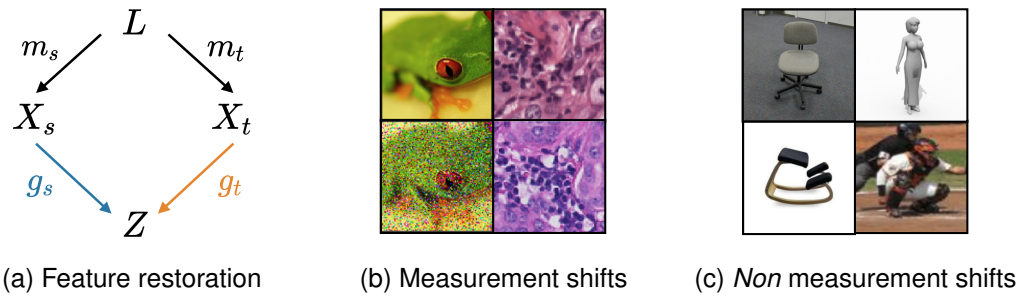 L
m_s m_t
X_s X_t
g_s g_t
Z
(a) Feature restoration
(b) Measurement shifts
(c) Non measurement shifts